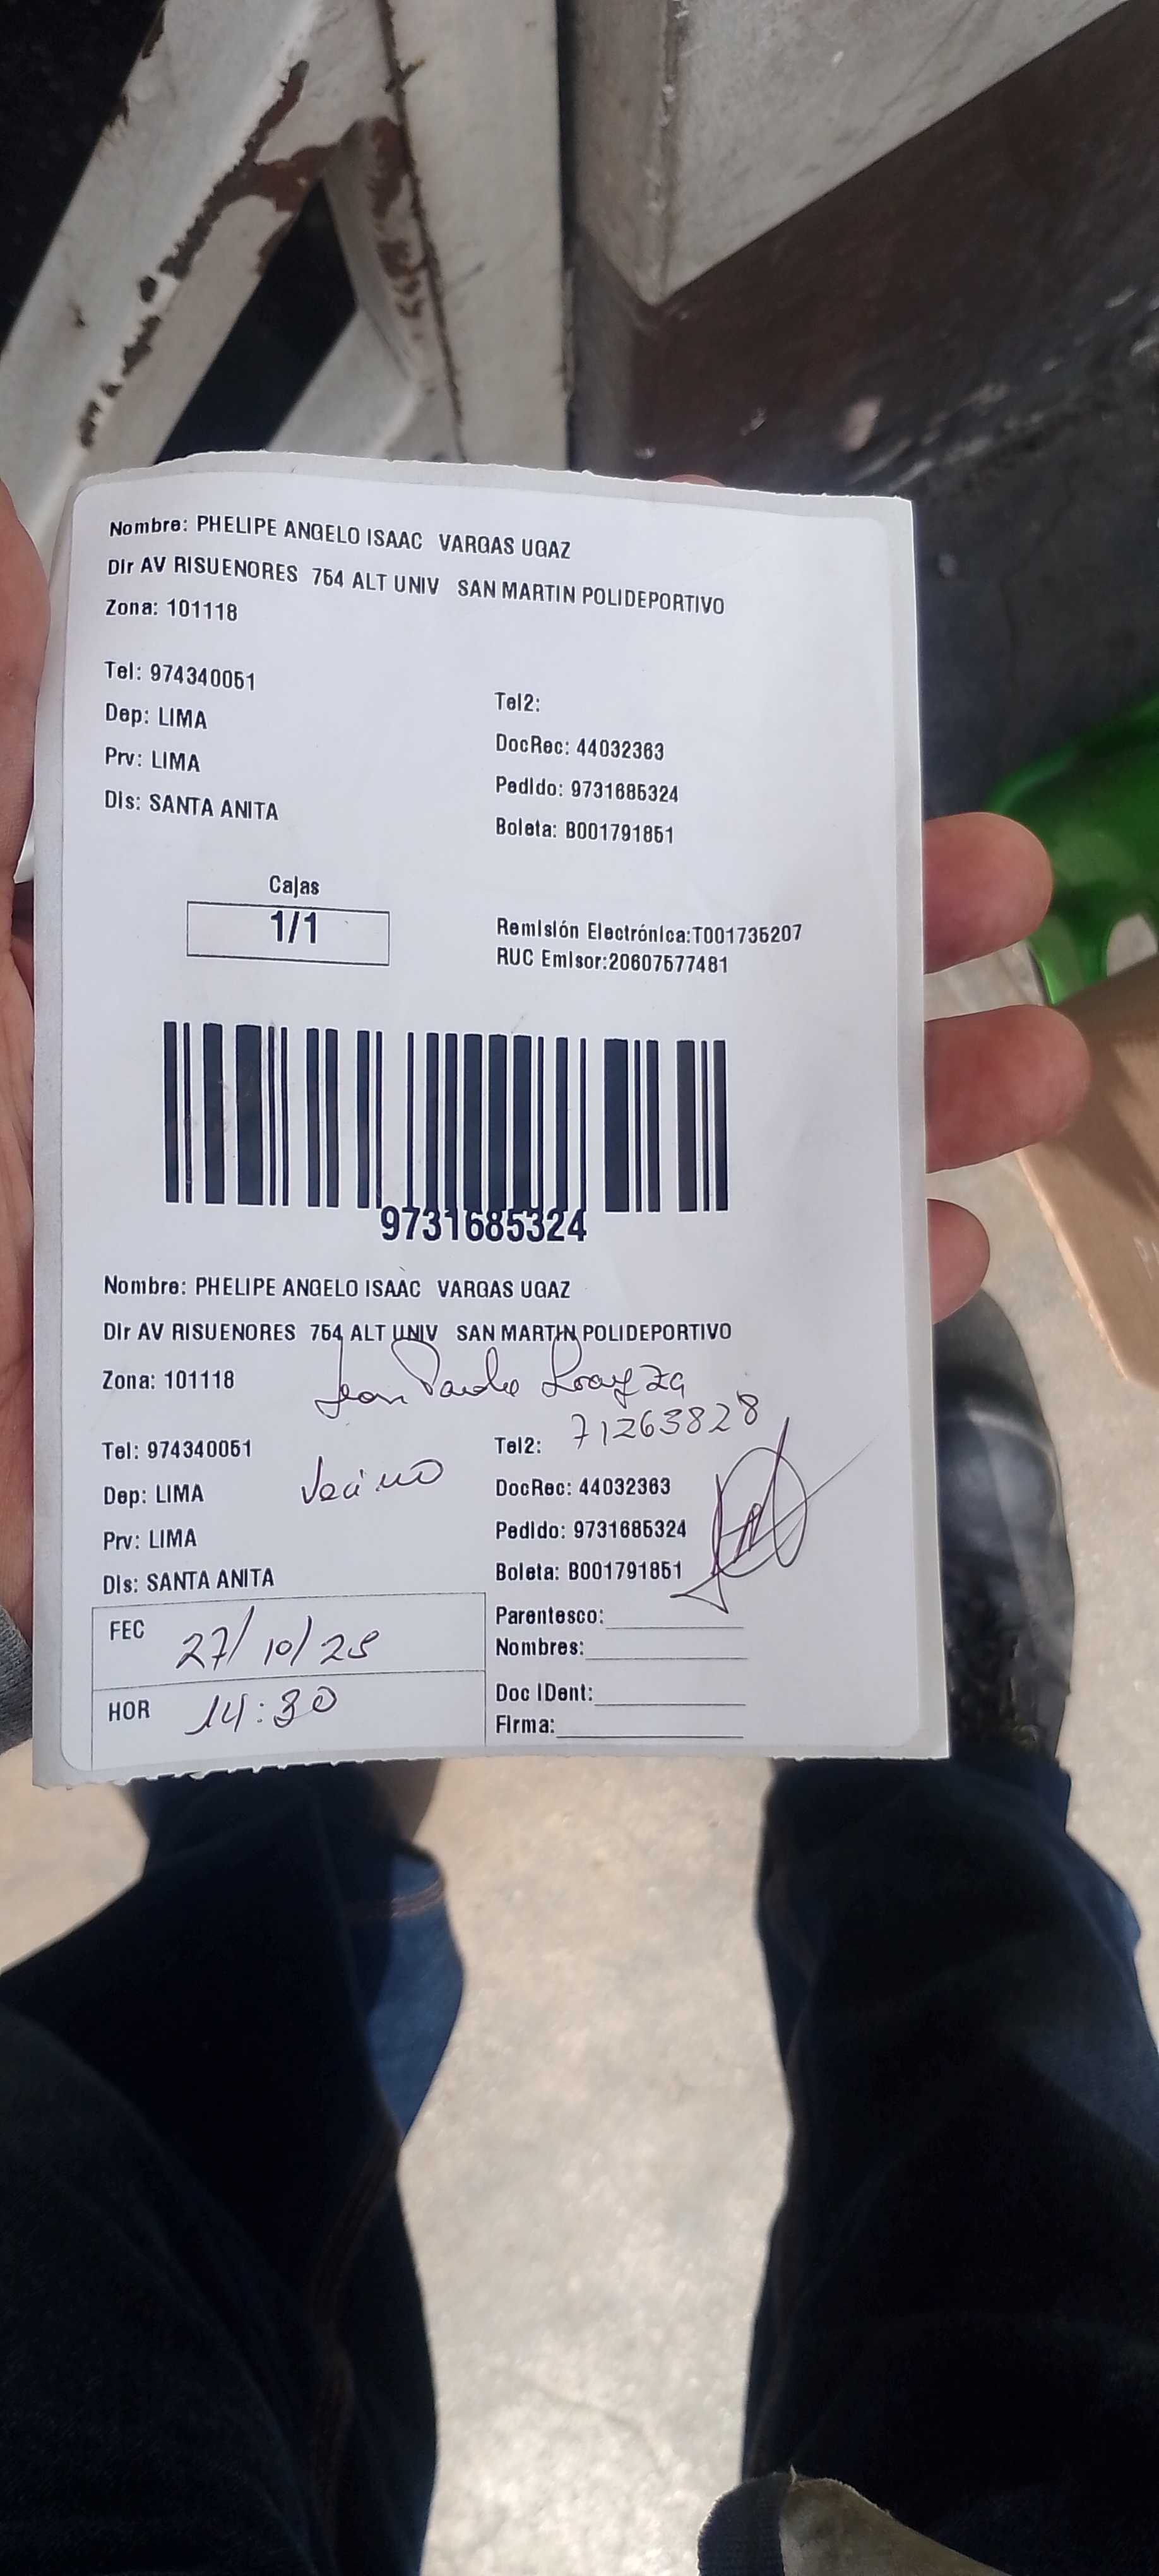 Nombre: PHELIPE ANGELO ISAAC VARGAS UGAZ
Dir AV RISUENORES 754 ALT UNIV SAN MARTIN POLIDEPORTIVO
Zona: 101118
Tel: 974340051
Tel2:
Dep: LIMA
DocRec: 44032363
Prv: LIMA
Pedido: 9731685324
Dis: SANTA ANITA
Boleta: B001791851
Cajas
1/1
Remisión Electrónica:T001735207
RUC Emisor:20607577481
9731685324
Nombre: PHELIPE ANGELO ISAAC VARGAS UGAZ
Dir AV RISUENORES 754 ALT UNIV SAN MARTIN POLIDEPORTIVO
Zona: 101118
Jean Paulo Loayza
71263828
Tel: 974340051
Tel2:
Vecino
Dep: LIMA
DocRec: 44032363
Prv: LIMA
Pedido: 9731685324
Dis: SANTA ANITA
Boleta: B001791851
FEC 27/10/25
Parentesco:
Nombres:
HOR 14:30
Doc IDent:
Firma: